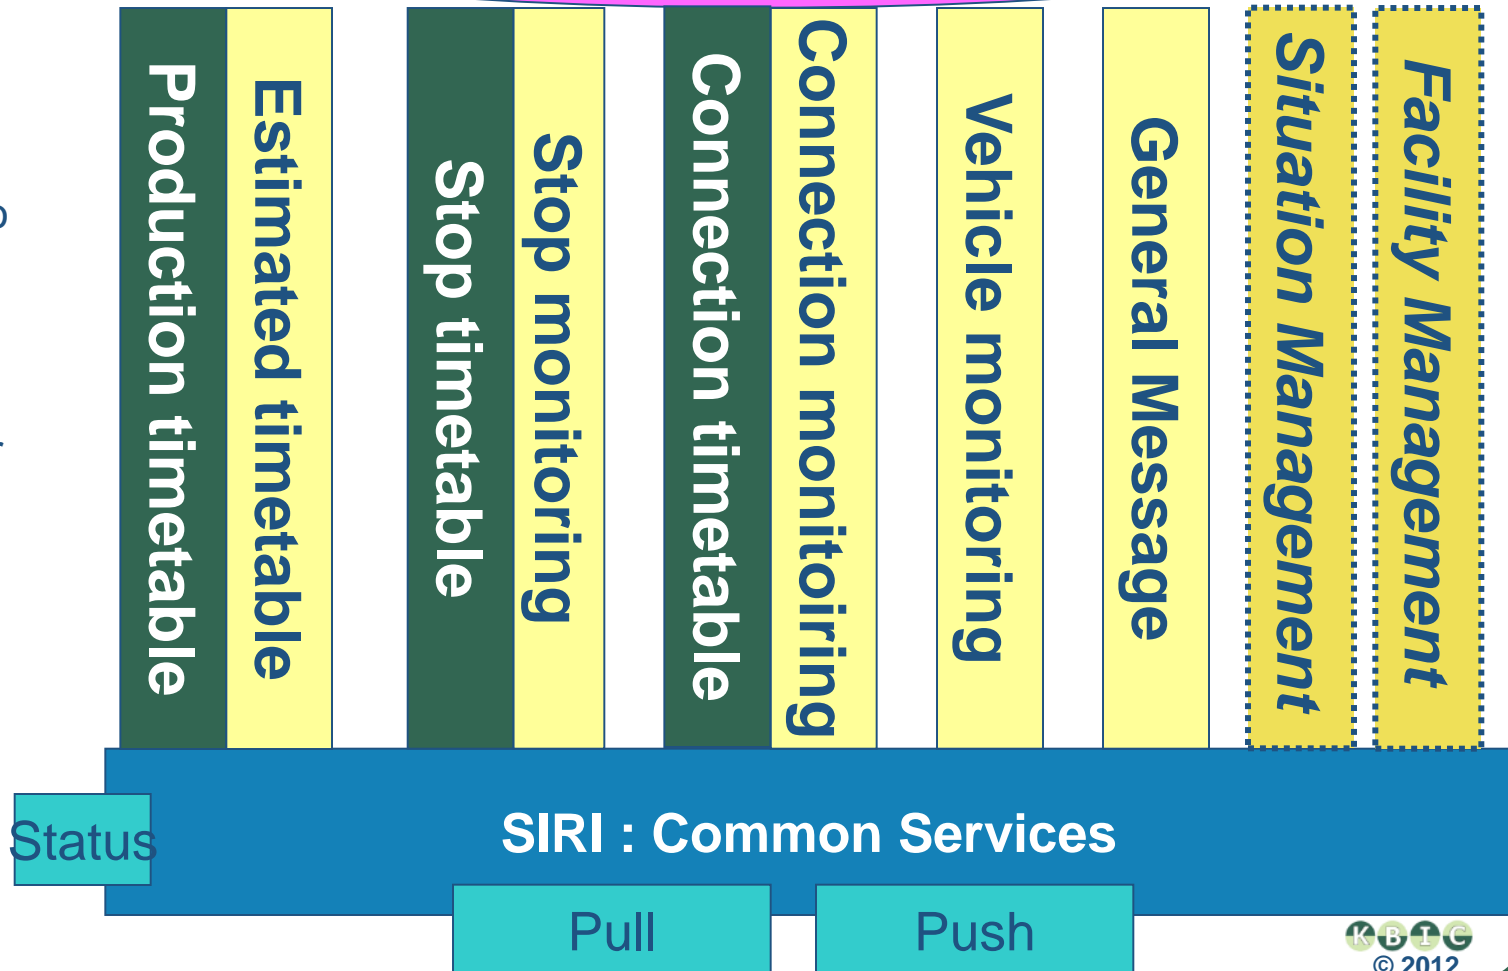 Production timetable
Estimated timetable
Stop timetable
Stop monitoring
Connection timetable
Connection monitoiring
Vehicle monitoring
General Message
Situation Management
Facility Management
Status
SIRI : Common Services
Pull
Push
KBIC
© 2012